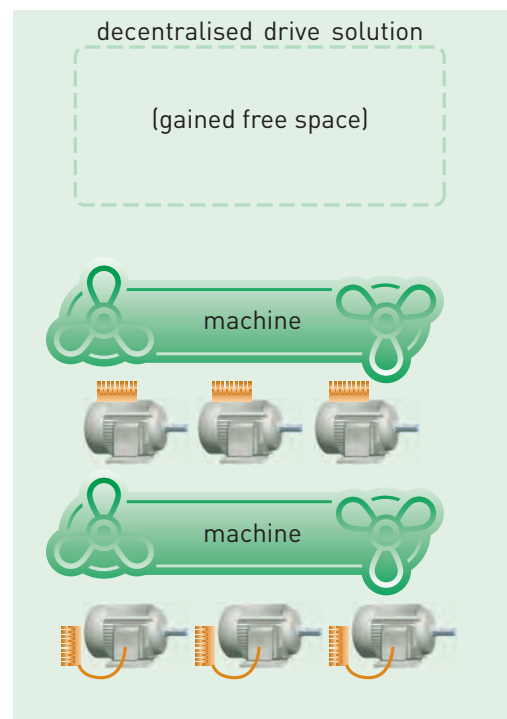 decentralised drive solution
(gained free space)
machine
machine